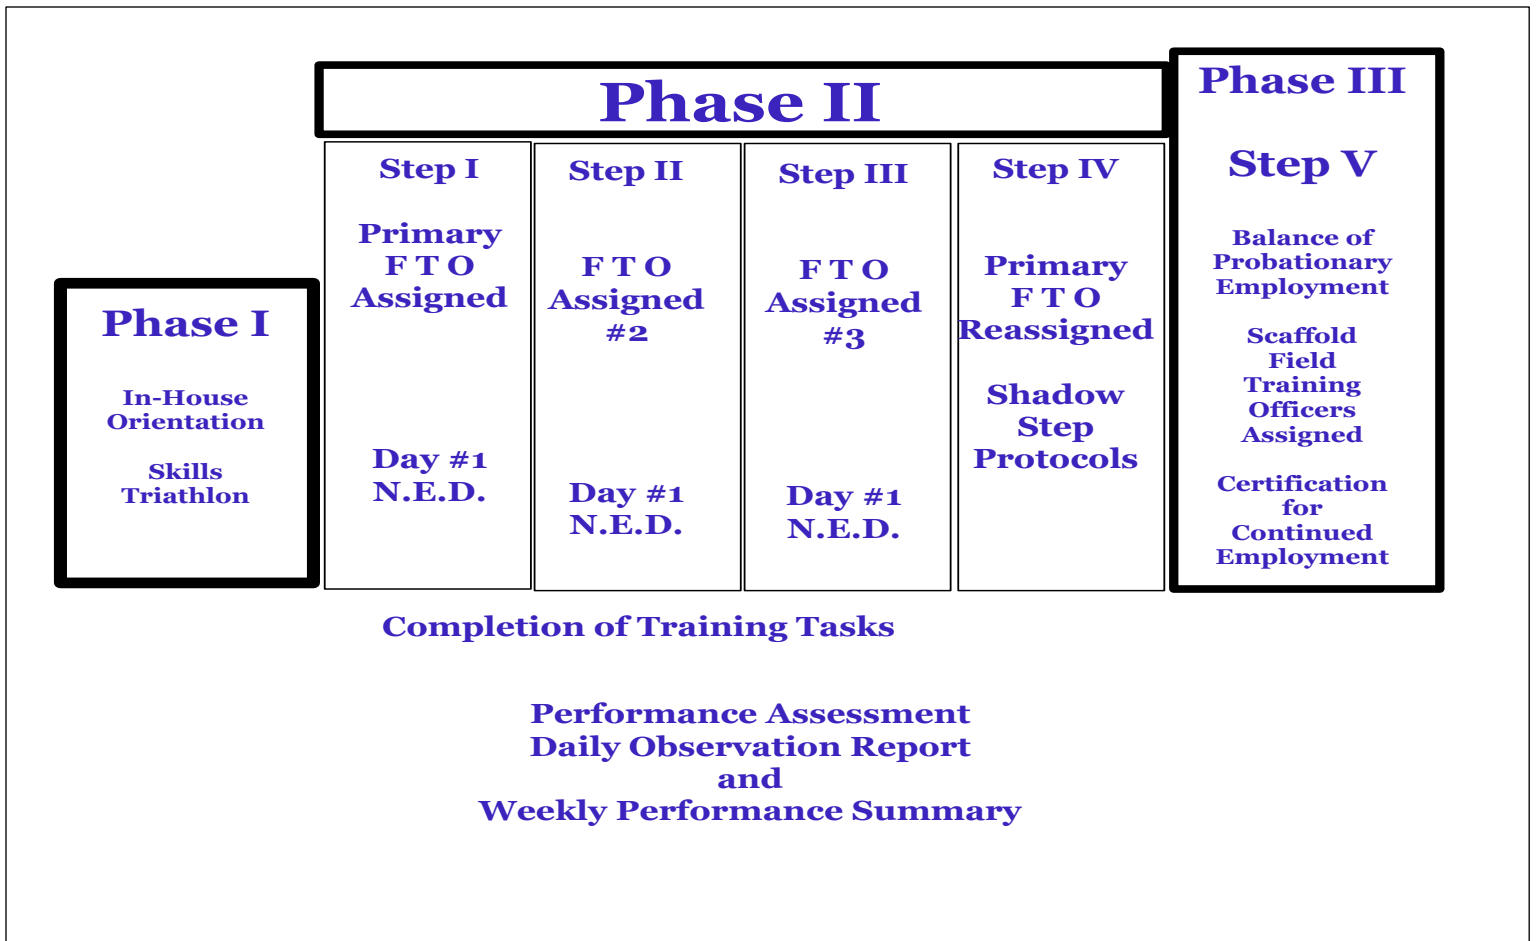 Phase I
In-House
Orientation
Skills
Triathlon
Phase II
Step I
Primary
F T O
Assigned
Day #1
N.E.D.
Step II
F T O
Assigned
#2
Day #1
N.E.D.
Step III
F T O
Assigned
#3
Day #1
N.E.D.
Step IV
Primary
F T O
Reassigned
Shadow
Step
Protocols
Phase III
Step V
Balance of
Probationary
Employment
Scaffold
Field
Training
Officers
Assigned
Certification
for
Continued
Employment
Completion of Training Tasks
Performance Assessment
Daily Observation Report
and
Weekly Performance Summary